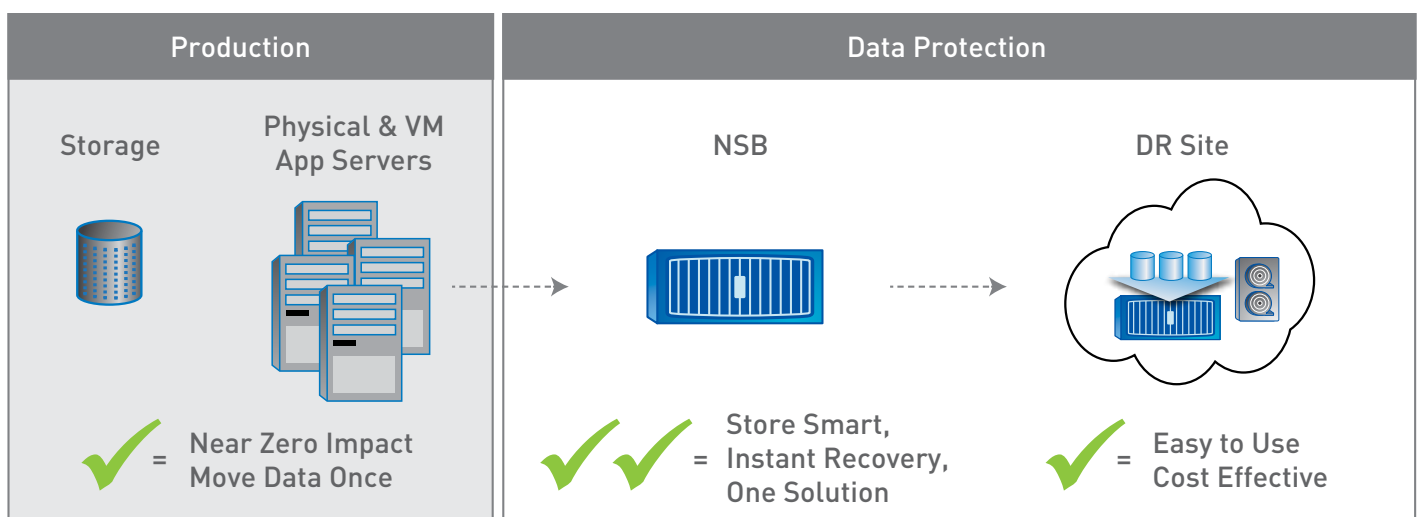 Production
Data Protection
Storage
Physical & VM
App Servers
NSB
DR Site
= Near Zero Impact
Move Data Once
= Store Smart,
Instant Recovery,
One Solution
= Easy to Use
Cost Effective